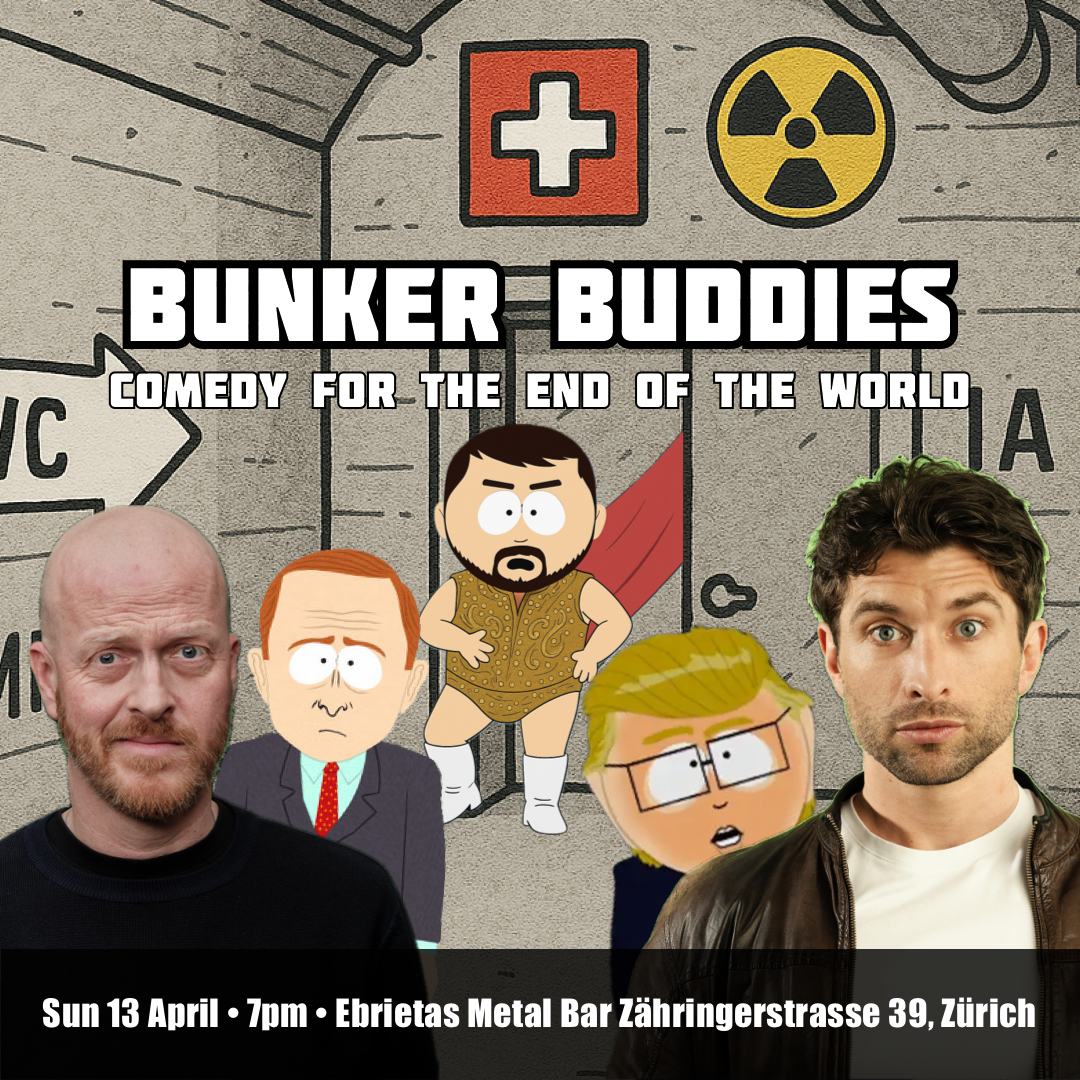 BUNKER BUDDIES
COMEDY FOR THE END OF THE WORLD
WC
A
Sun 13 April • 7pm • Ebrietas Metal Bar Zähringerstrasse 39, Zürich